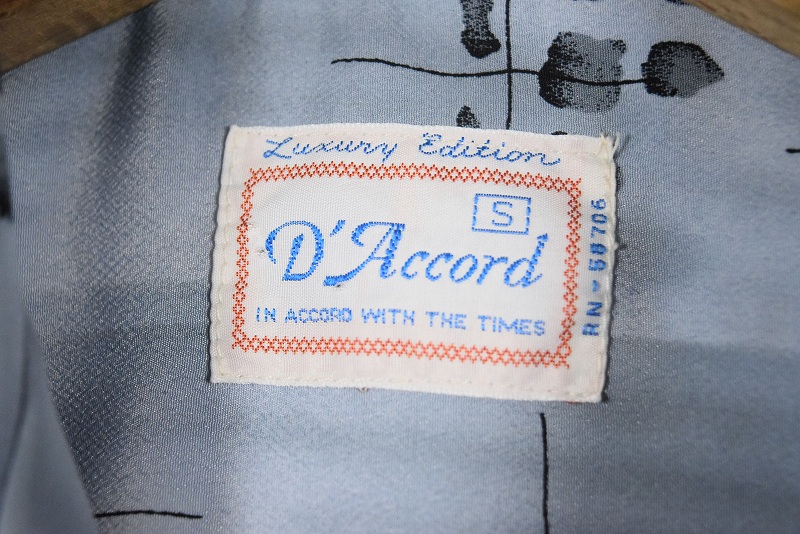 Luxury Edition
S
D'Accord
IN ACCORD WITH THE TIMES
RN-58706